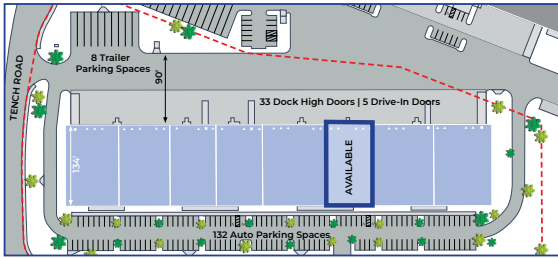 8 Trailer
Parking Spaces
TENCH ROAD
90'
33 Dock High Doors | 5 Drive-In Doors
134'
AVAILABLE
132 Auto Parking Spaces